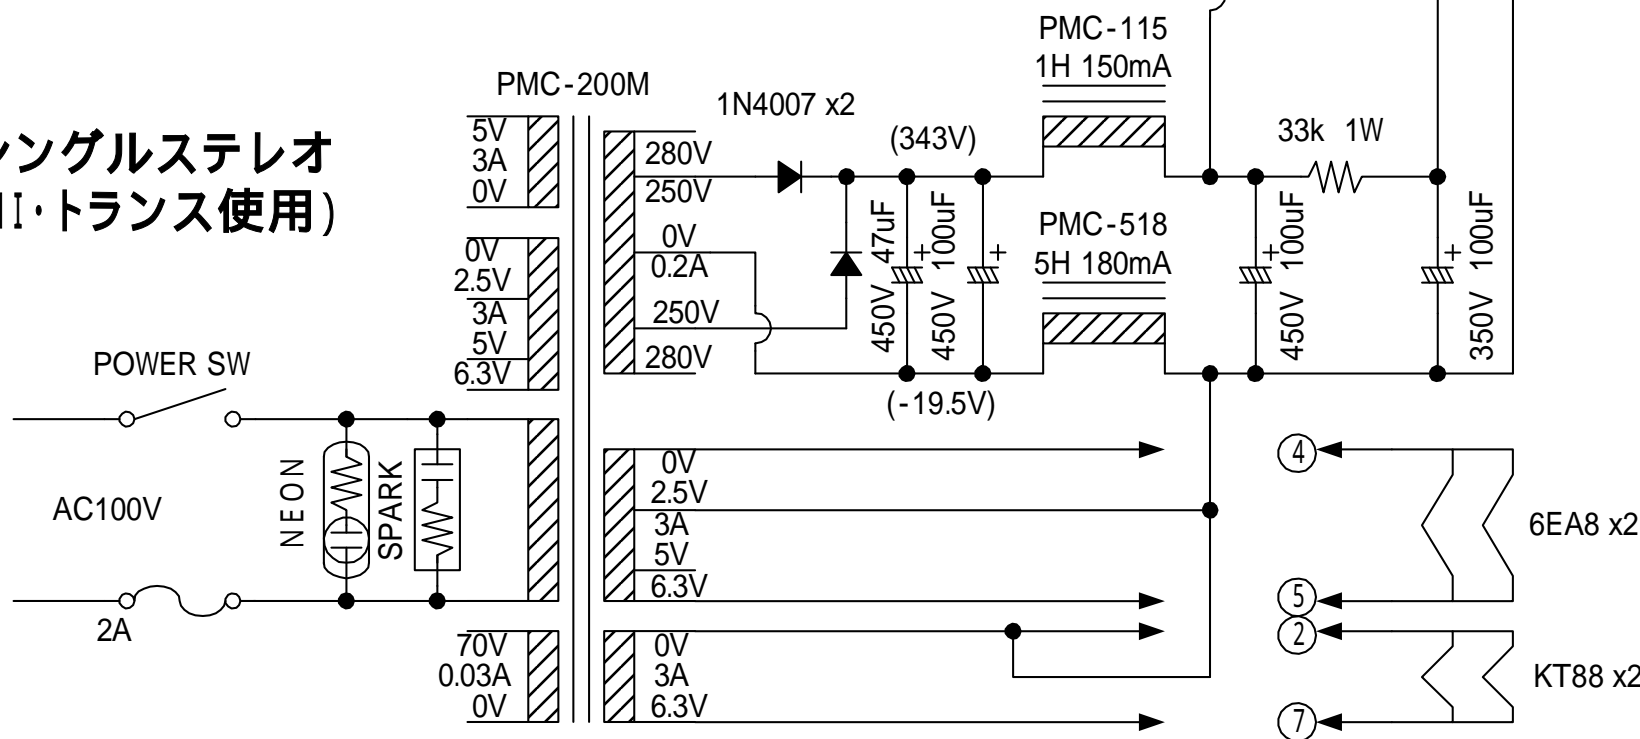 PMC-115
1H 150mA
PMC-200M
1N4007 x2
(343V)
33k 1W
ングルステレオ
・トランス使用)
5V
3A
0V
280V
250V
0V
0.2A
250V
280V
47uF
450V
100uF
450V
PMC-518
5H 180mA
100uF
450V
100uF
350V
0V
2.5V
3A
5V
6.3V
(-19.5V)
POWER SW
AC100V
NEON
SPARK
2A
0V
2.5V
3A
5V
6.3V
4
5
6EA8 x2
70V
0.03A
0V
0V
3A
6.3V
2
7
KT88 x2